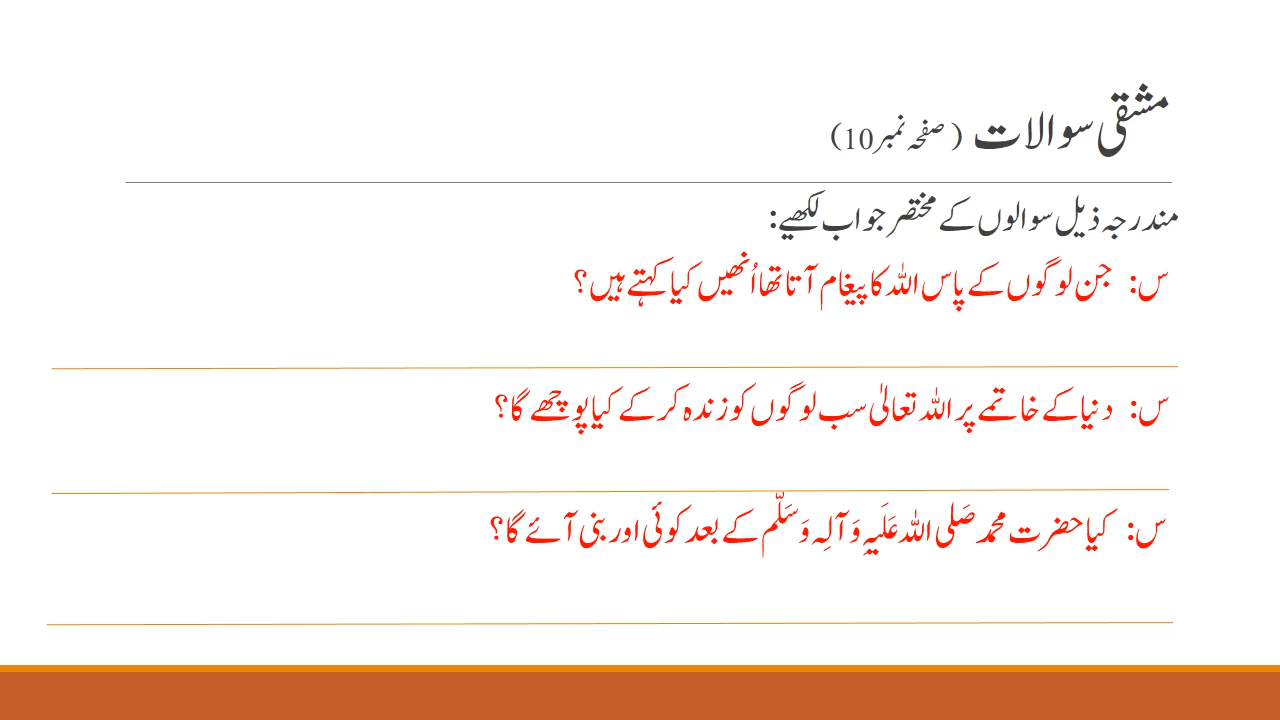 مشقی سوالات ( صفحہ نمبر 10)
مندرجہ ذیل سوالوں کے مختصر جواب لکھیے:
س: جن لوگوں کے پاس اللہ کا پیغام آتا تھا اُنھیں کیا کہتے ہیں؟
س: دنیا کے خاتمے پر اللہ تعالیٰ سب لوگوں کو زندہ کر کے کیا پوچھے گا؟
س: کیا حضرت محمد صَلی اللہ عَلَیہِ وَ آلِہ وَسَلَّم کے بعد کوئی اور بنی آئے گا؟